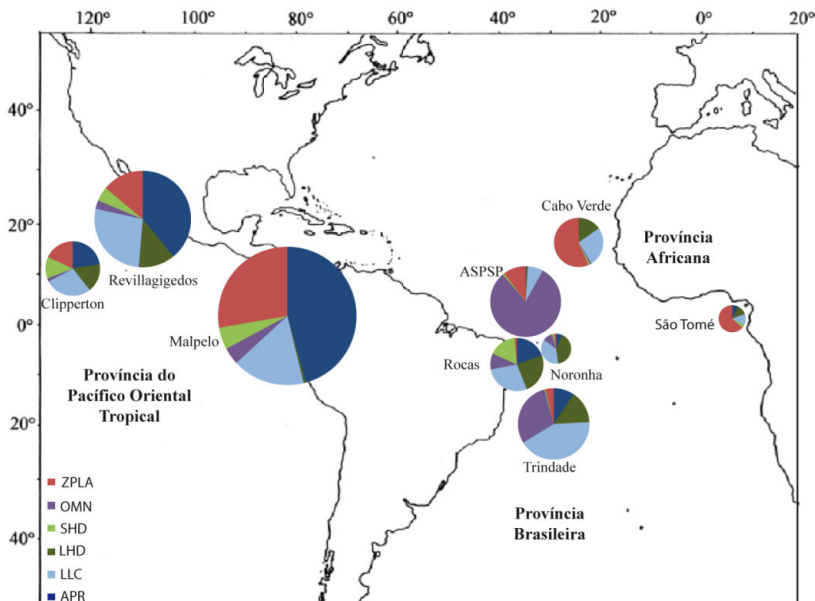 120° 100° 80° 60° 40° 20° 0° 20°
40°
20°
0°
20°
40°
Cabo Verde
Província
Africana
ASPSP
São Tomé
Revillagigedos
Clipperton
Malpelo
Rocas
Noronha
Província do
Pacífico Oriental
Tropical
Trindade
Província
Brasileira
ZPLA
OMN
SHD
LHD
LLC
APR